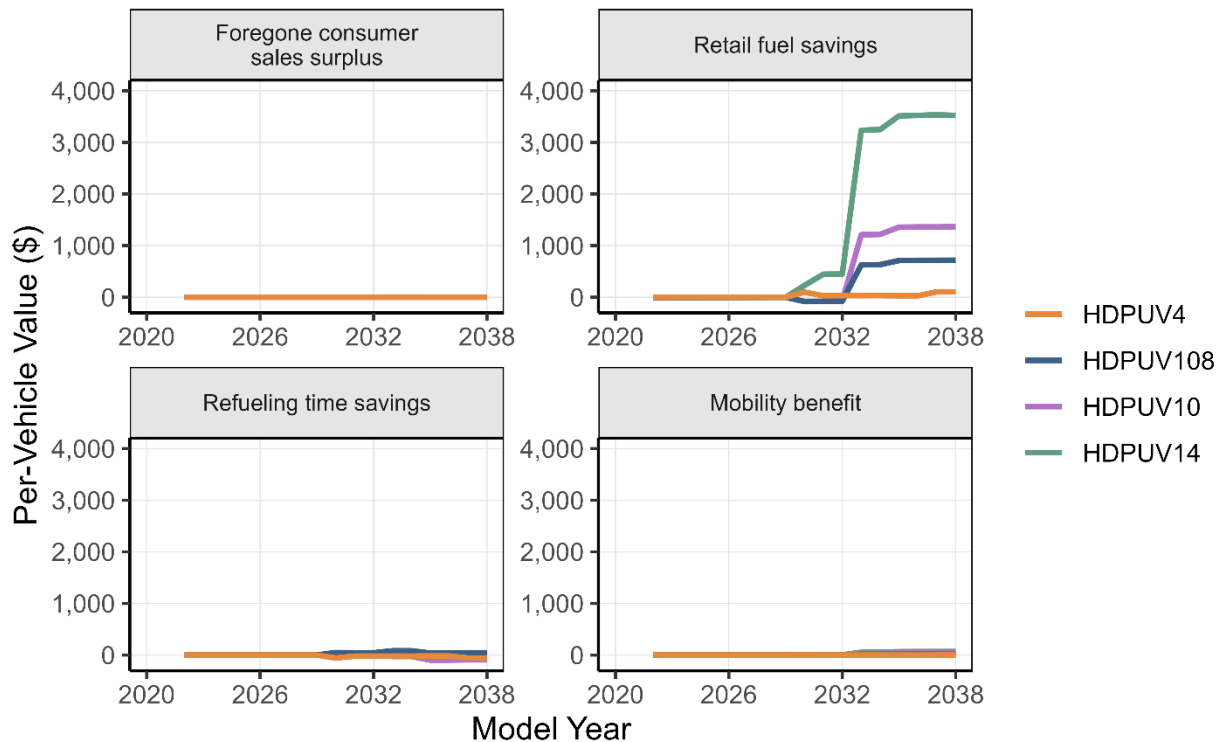 Foregone consumer
sales surplus
Retail fuel savings
4,000
3,000
2,000
1,000
0
2020 2026 2032 2038
4,000
3,000
2,000
1,000
0
2020 2026 2032 2038
Refueling time savings
Mobility benefit
4,000
3,000
2,000
1,000
0
2020 2026 2032 2038
4,000
3,000
2,000
1,000
0
2020 2026 2032 2038
Per-Vehicle Value ($)
Model Year
HDPUV4
HDPUV108
HDPUV10
HDPUV14